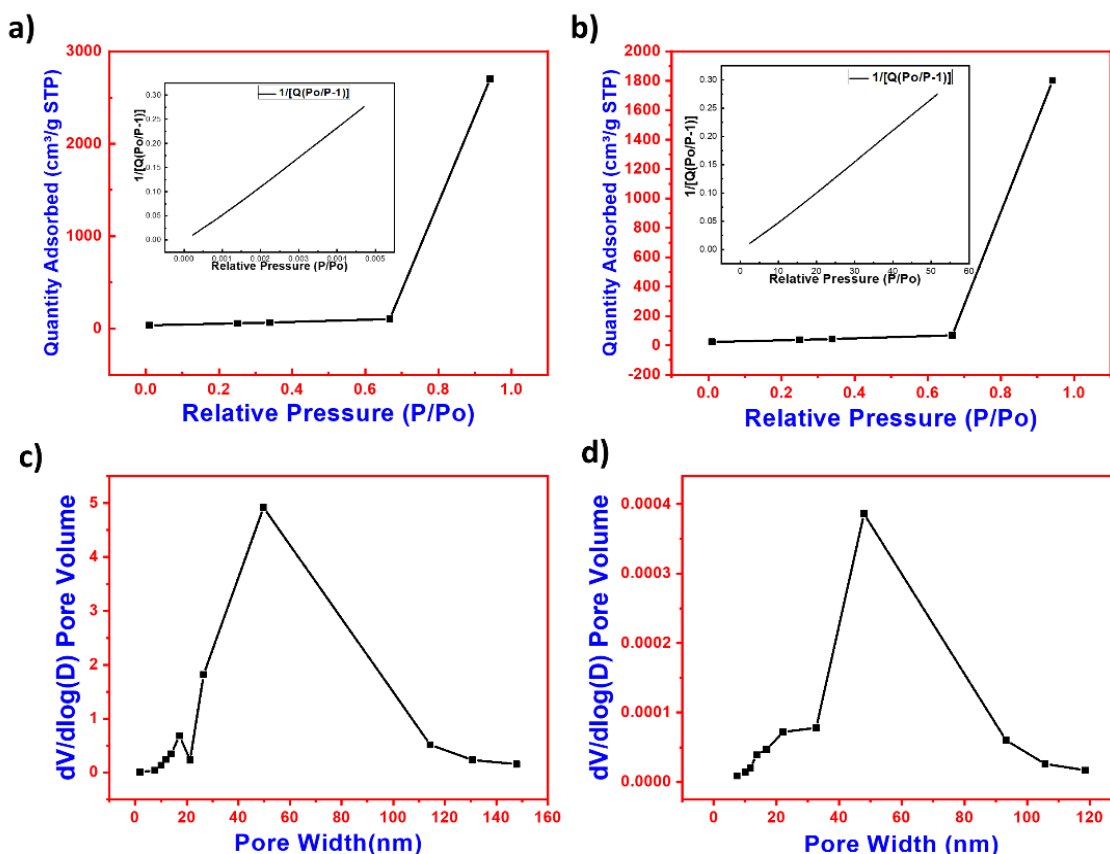 a)
Quantity Adsorbed (cm³/g STP)
3000
2000
1000
0
0.0 0.2 0.4 0.6 0.8 1.0
Relative Pressure (P/Po)
1/[Q(Po/P-1)]
1/[Q(Po/P-1)]
0.30
0.25
0.20
0.15
0.10
0.05
0.00
0.000 0.001 0.002 0.003 0.004 0.005
Relative Pressure (P/Po)
b)
Quantity Adsorbed (cm³/g STP)
2000
1800
1600
1400
1200
1000
800
600
400
200
0
-200
0.0 0.2 0.4 0.6 0.8 1.0
Relative Pressure (P/Po)
1/[Q(Po/P-1)]
1/[Q(Po/P-1)]
0.30
0.25
0.20
0.15
0.10
0.05
0.00
0 10 20 30 40 50 60
Relative Pressure (P/Po)
c)
dV/dlog(D) Pore Volume
5
4
3
2
1
0
0 20 40 60 80 100 120 140 160
Pore Width(nm)
d)
dV/dlog(D) Pore Volume
0.0004
0.0003
0.0002
0.0001
0.0000
0 20 40 60 80 100 120
Pore Width (nm)